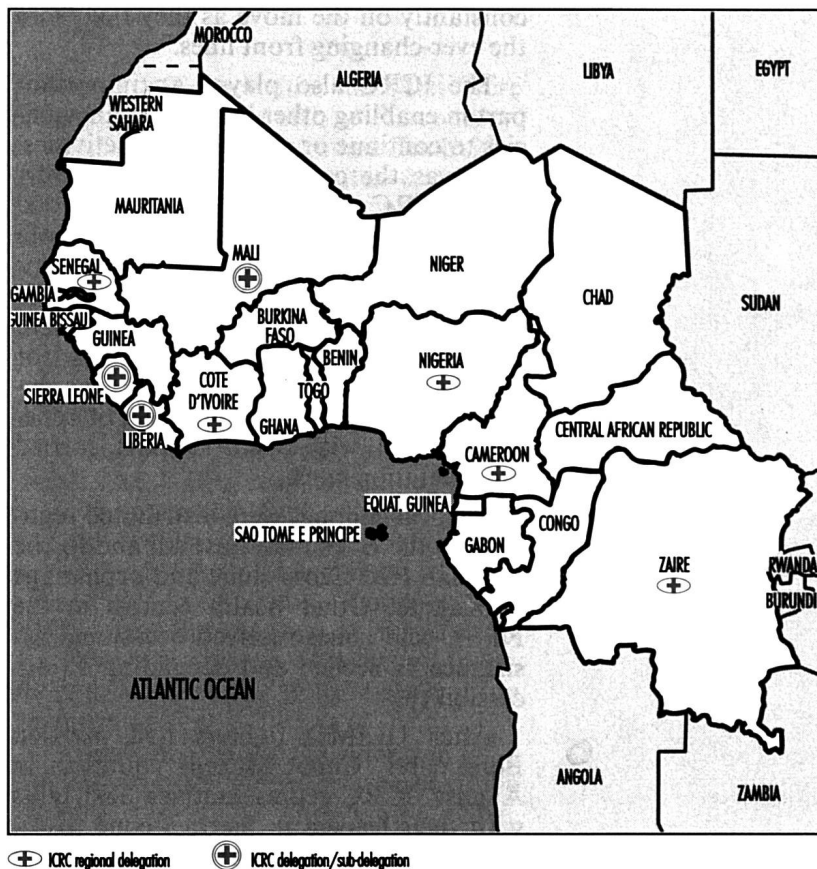 MOROCCO
ALGERIA
LIBYA
EGYPT
WESTERN
SAHARA
MAURITANIA
MALI
NIGER
CHAD
SUDAN
SENEGAL
GAMBIA
GUINEA BISSAU
GUINEA
BURKINA
FASO
BENIN
NIGERIA
SIERRA LEONE
COTE
D'IVOIRE
TOGO
GHANA
LIBERIA
CAMEROON
CENTRAL AFRICAN REPUBLIC
EQUAT. GUINEA
SAO TOME E PRINCIPE
GABON
CONGO
ZAIRE
RWANDA
BURUNDI
ATLANTIC OCEAN
ANGOLA
ZAMBIA
ICRC regional delegation
ICRC delegation/sub-delegation